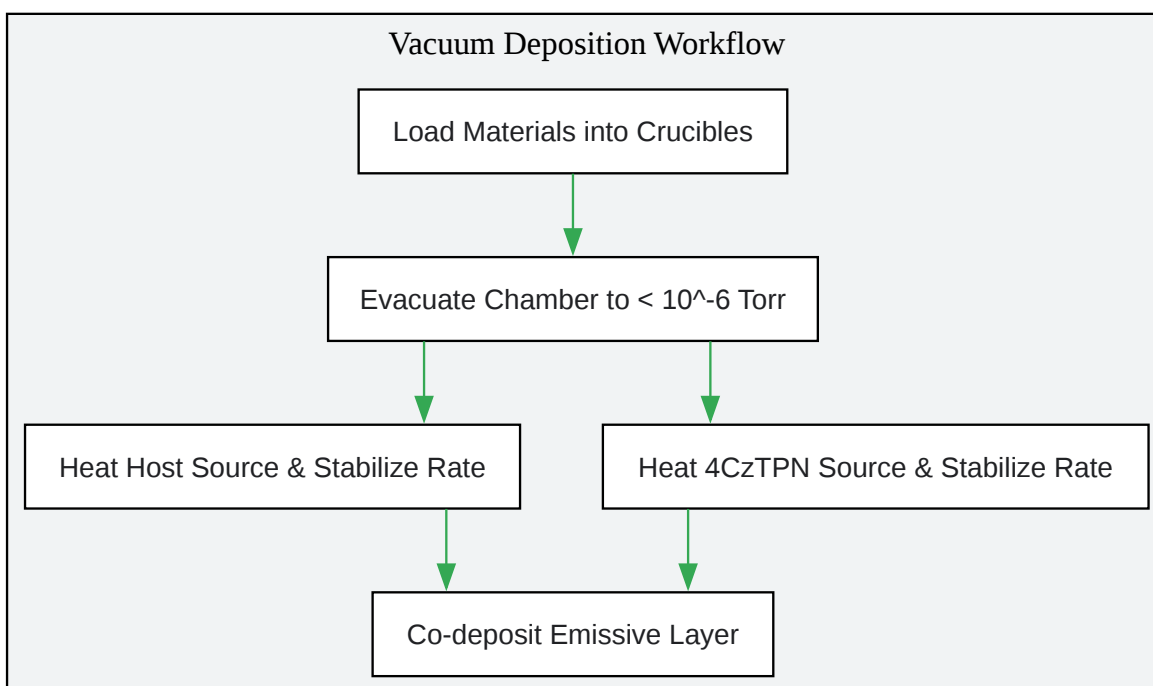 Vacuum Deposition Workflow
Load Materials into Crucibles
Evacuate Chamber to < 10^-6 Torr
Heat Host Source & Stabilize Rate
Heat 4CzTPN Source & Stabilize Rate
Co-deposit Emissive Layer